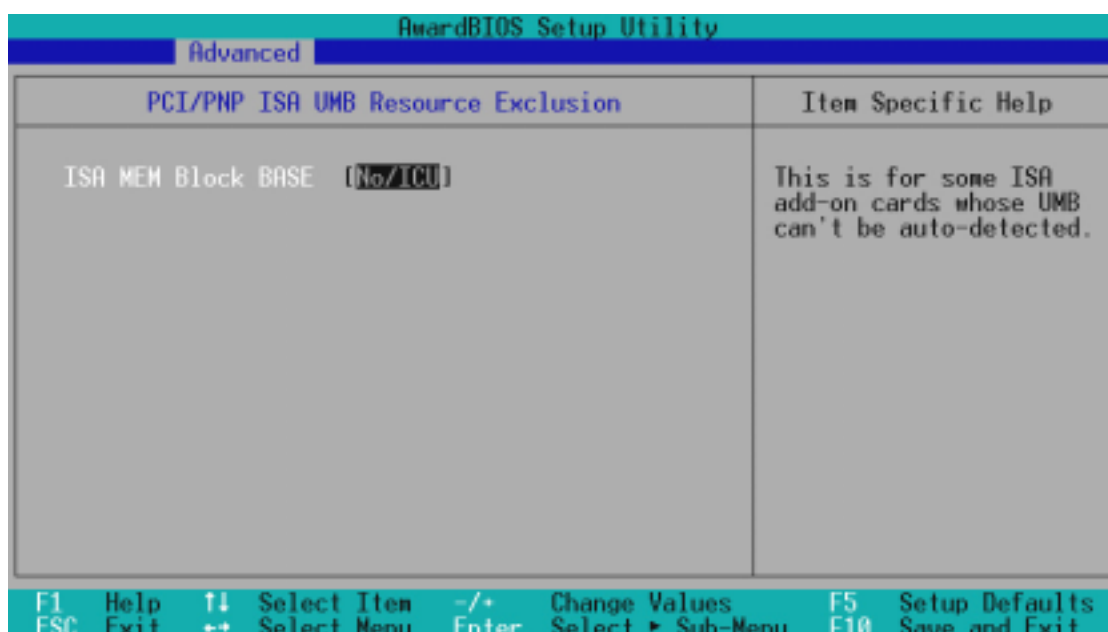 AwardBIOS Setup Utility
Advanced
PCI/PNP ISA UMB Resource Exclusion
Item Specific Help
ISA MEM Block BASE [No/ICU]
This is for some ISA
add-on cards whose UMB
can't be auto-detected.
F1 Help ↑↓ Select Item -/+ Change Values F5 Setup Defaults
ESC Exit ←→ Select Menu Enter Select ► Sub-Menu F10 Save and Exit